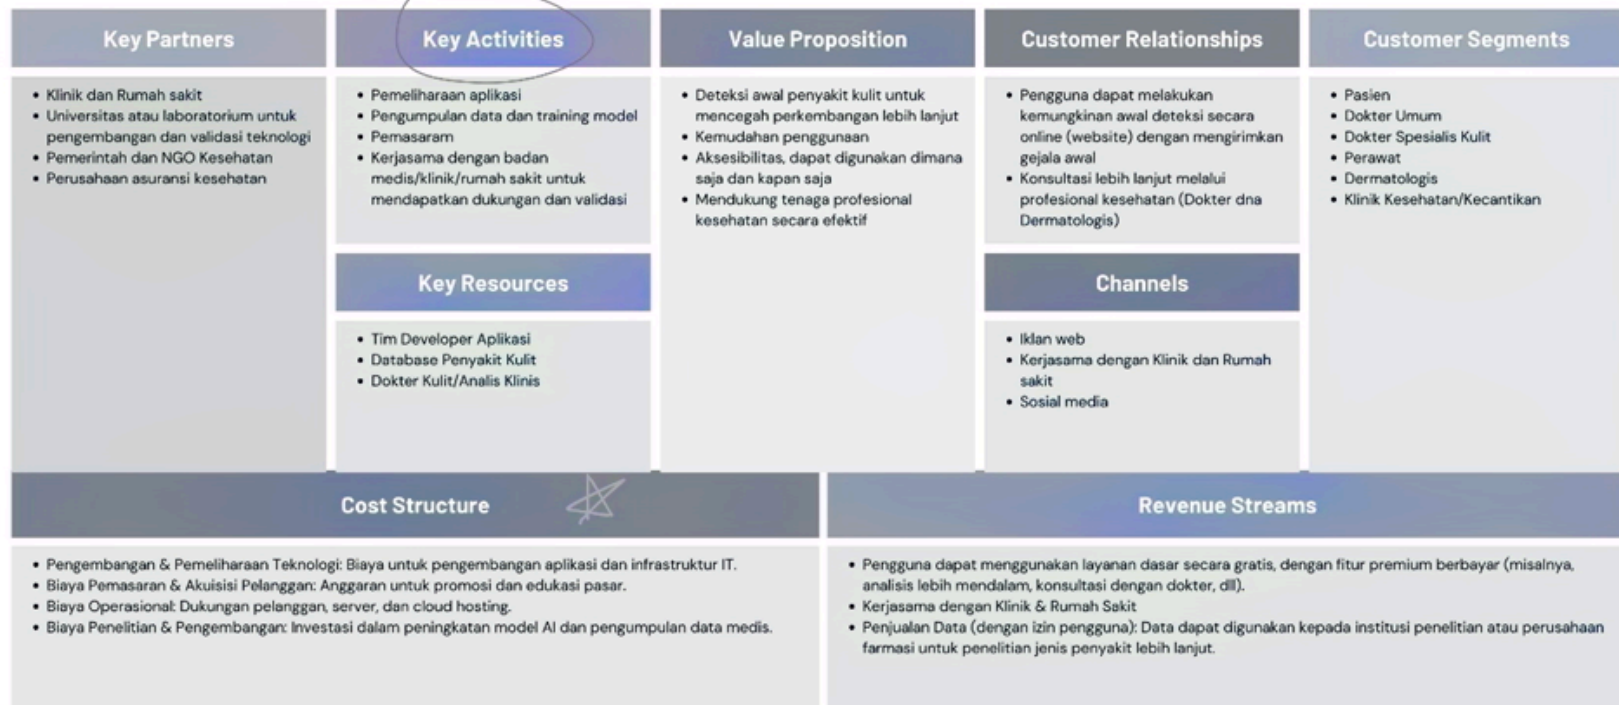 Key Partners
Klinik dan Rumah sakit
Universitas atau laboratorium untuk
pengembangan dan validasi teknologi
Pemerintah dan NGO Kesehatan
Perusahaan asuransi kesehatan
Key Activities
Pemeliharaan aplikasi
Pengumpulan data dan training model
Pemasaram
Kerjasama dengan badan
medis/klinik/rumah sakit untuk
mendapatkan dukungan dan validasi
Key Resources
Tim Developer Aplikasi
Database Penyakit Kulit
Dokter Kulit/Analis Klinis
Value Proposition
Deteksi awal penyakit kulit untuk
mencegah perkembangan lebih lanjut
Kemudahan penggunaan
Aksesibilitas, dapat digunakan dimana
saja dan kapan saja
Mendukung tenaga profesional
kesehatan secara efektif
Customer Relationships
Pengguna dapat melakukan
kemungkinan awal deteksi secara
online (website) dengan mengirimkan
gejala awal
Konsultasi lebih lanjut melalui
profesional kesehatan (Dokter dna
Dermatologis)
Channels
Iklan web
Kerjasama dengan Klinik dan Rumah
sakit
Sosial media
Customer Segments
Pasien
Dokter Umum
Dokter Spesialis Kulit
Perawat
Dermatologis
Klinik Kesehatan/Kecantikan
Cost Structure
Pengembangan & Pemeliharaan Teknologi: Biaya untuk pengembangan aplikasi dan infrastruktur IT.
Biaya Pemasaran & Akuisisi Pelanggan: Anggaran untuk promosi dan edukasi pasar.
Biaya Operasional: Dukungan pelanggan, server, dan cloud hosting.
Biaya Penelitian & Pengembangan: Investasi dalam peningkatan model AI dan pengumpulan data medis.
Revenue Streams
Pengguna dapat menggunakan layanan dasar secara gratis, dengan fitur premium berbayar (misalnya,
analisis lebih mendalam, konsultasi dengan dokter, dll).
Kerjasama dengan Klinik & Rumah Sakit
Penjualan Data (dengan izin pengguna): Data dapat digunakan kepada institusi penelitian atau perusahaan
farmasi untuk penelitian jenis penyakit lebih lanjut.